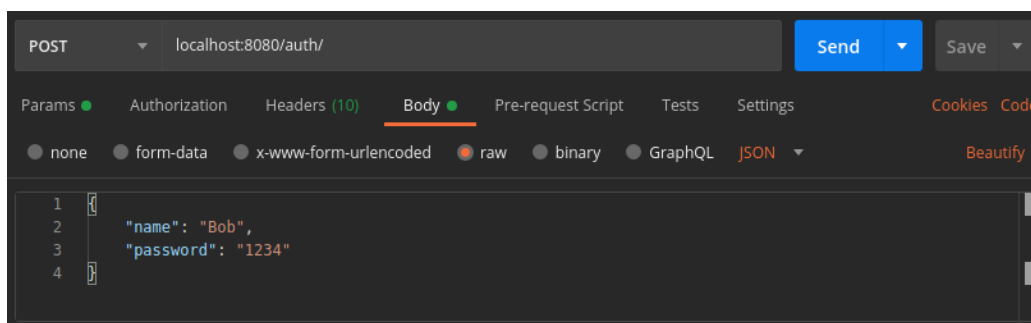 POST localhost:8080/auth/ Send Save
Params Authorization Headers (10) Body Pre-request Script Tests Settings Cookies
none form-data x-www-form-urlencoded raw binary GraphQL JSON Beautify
1 {
2 "name": "Bob",
3 "password": "1234"
4 }